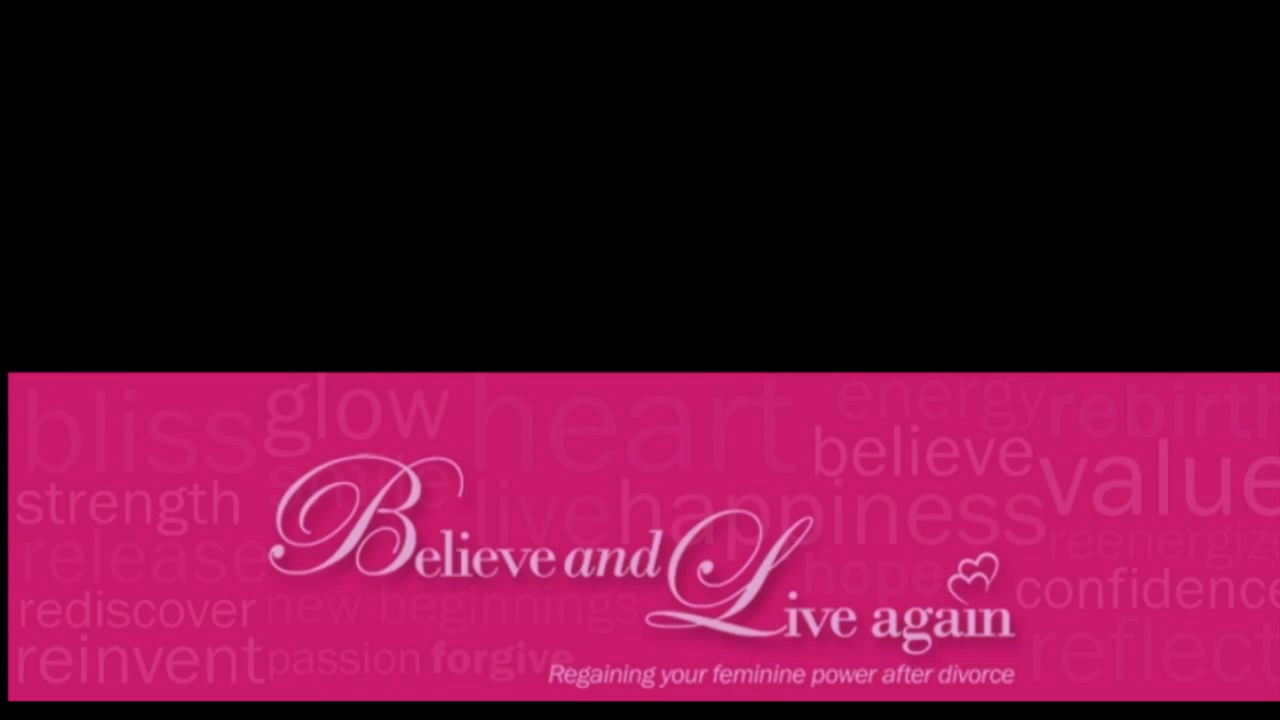 bliss glow heart energy rebirth
believe
smile
strength live happiness value
Believe and Live again
release hope reenergize
rediscover new beginnings confidence
reinvent passion forgive reflect
Regaining your feminine power after divorce